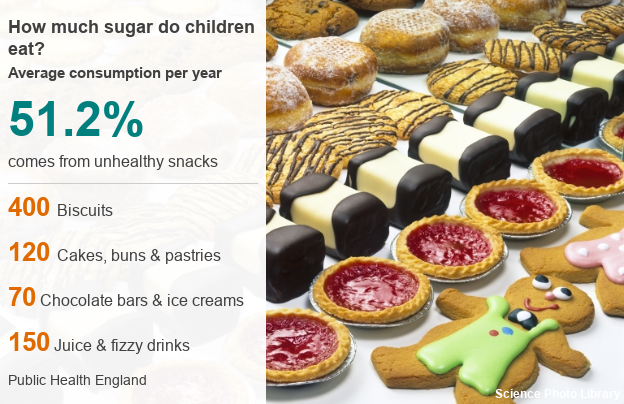 How much sugar do children
eat?
Average consumption per year
51.2%
comes from unhealthy snacks
400 Biscuits
120 Cakes, buns & pastries
70 Chocolate bars & ice creams
150 Juice & fizzy drinks
Public Health England
Science Photo Library